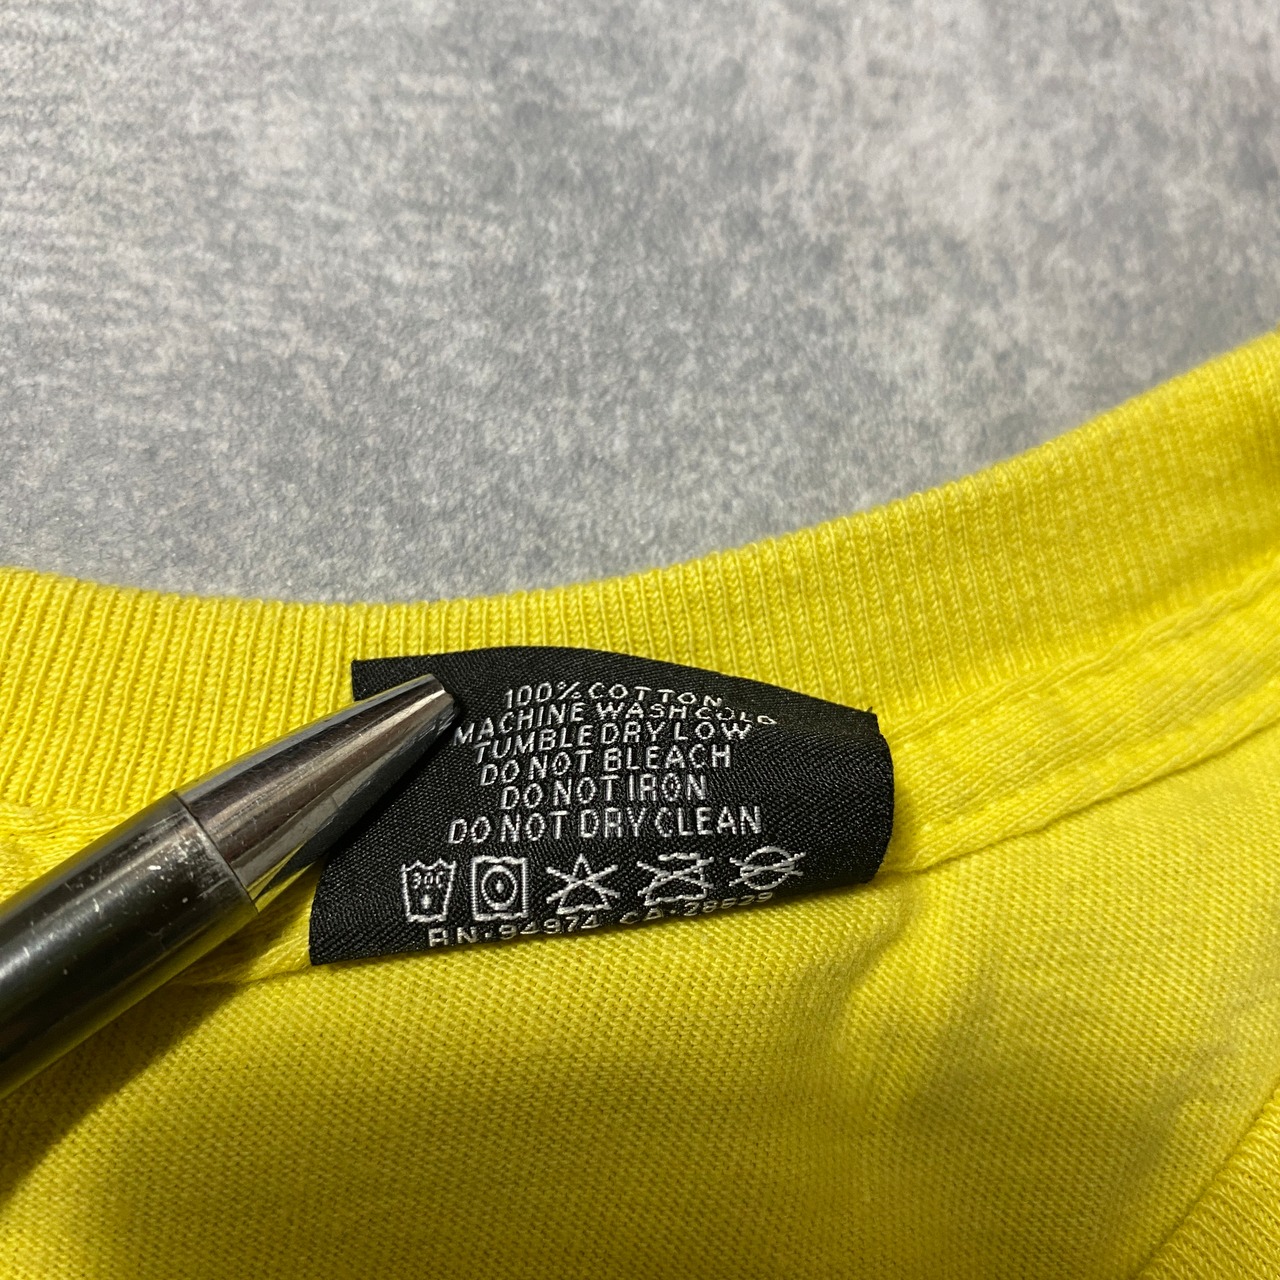 100% COTTON
MACHINE WASH COLD
TUMBLE DRY LOW
DO NOT BLEACH
DO NOT IRON
DO NOT DRY CLEAN
30C
RN·94974 CA·28529